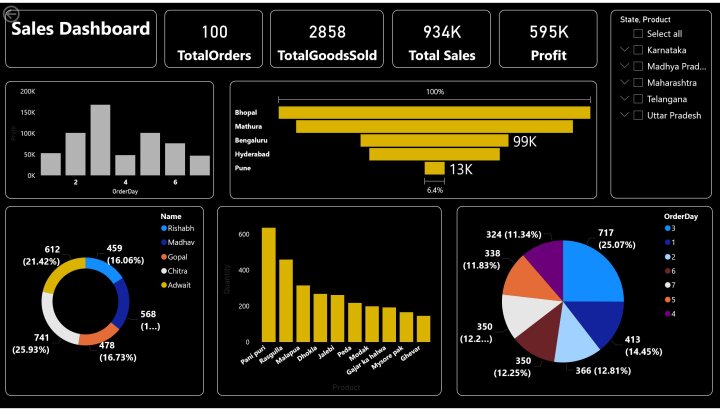 Sales Dashboard
100
TotalOrders
2858
TotalGoodsSold
934K
Total Sales
595K
Profit
State, Product
Select all
Karnataka
Madhya Prad...
Maharashtra
Telangana
Uttar Pradesh
200K
150K
100K
50K
0K
2
4
6
OrderDay
100%
Bhopal
Mathura
Bengaluru
99K
Hyderabad
Pune
13K
6.4%
Name
Rishabh
Madhav
Gopal
Chitra
Adwait
612
(21.42%)
459
(16.06%)
568
(1...)
478
(16.73%)
741
(25.93%)
Quantity
600
400
200
0
Pani puri
Rasgulla
Malapua
Dhokla
Jalebi
Peda
Modak
Gajar ka halwa
Mysore pak
Ghevar
Product
OrderDay
3
1
2
6
7
5
4
324 (11.34%)
717
(25.07%)
338
(11.83%)
350
(12.2...)
350
(12.25%)
366 (12.81%)
413
(14.45%)